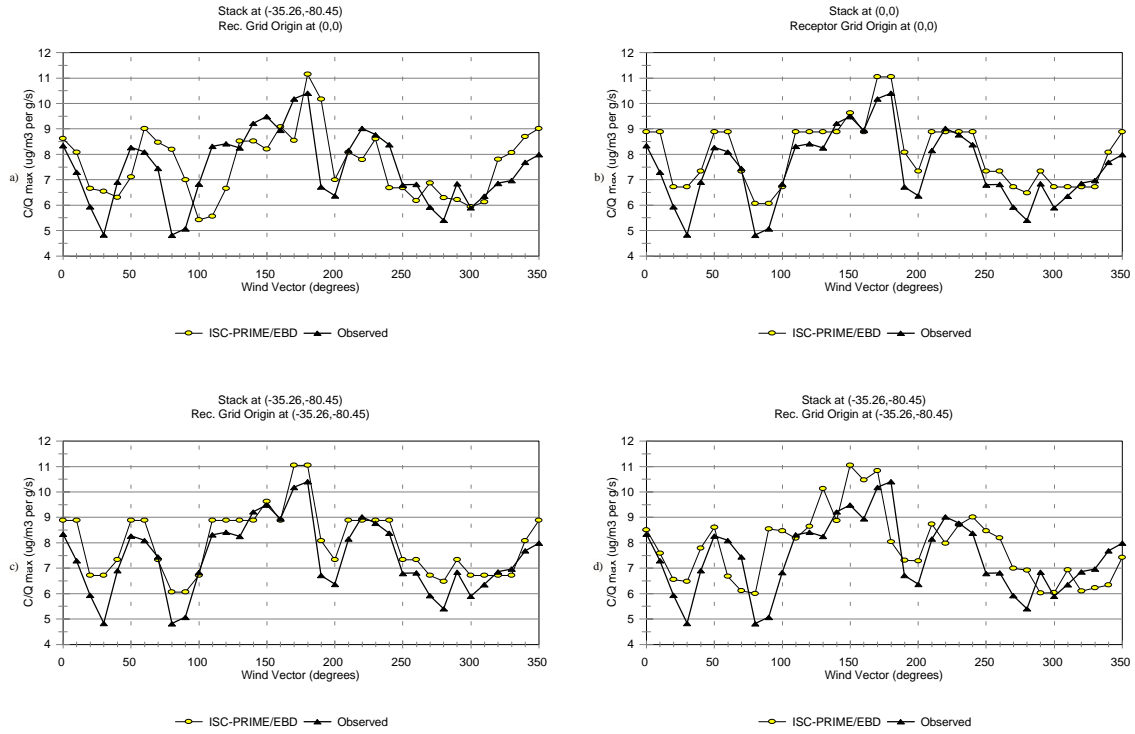 Stack at (-35.26,-80.45)
Rec. Grid Origin at (0,0)
12
11
10
9
8
7
6
5
4
C/Q max (ug/m3 per g/s)
a)
0 50 100 150 200 250 300 350
Wind Vector (degrees)
ISC-PRIME/EBD Observed
Stack at (0,0)
Receptor Grid Origin at (0,0)
12
11
10
9
8
7
6
5
4
C/Q max (ug/m3 per g/s)
b)
0 50 100 150 200 250 300 350
Wind Vector (degrees)
ISC-PRIME/EBD Observed
Stack at (-35.26,-80.45)
Rec. Grid Origin at (-35.26,-80.45)
12
11
10
9
8
7
6
5
4
C/Q max (ug/m3 per g/s)
c)
0 50 100 150 200 250 300 350
Wind Vector (degrees)
ISC-PRIME/EBD Observed
Stack at (-35.26,-80.45)
Rec. Grid Origin at (-35.26,-80.45)
12
11
10
9
8
7
6
5
4
C/Q max (ug/m3 per g/s)
d)
0 50 100 150 200 250 300 350
Wind Vector (degrees)
ISC-PRIME/EBD Observed